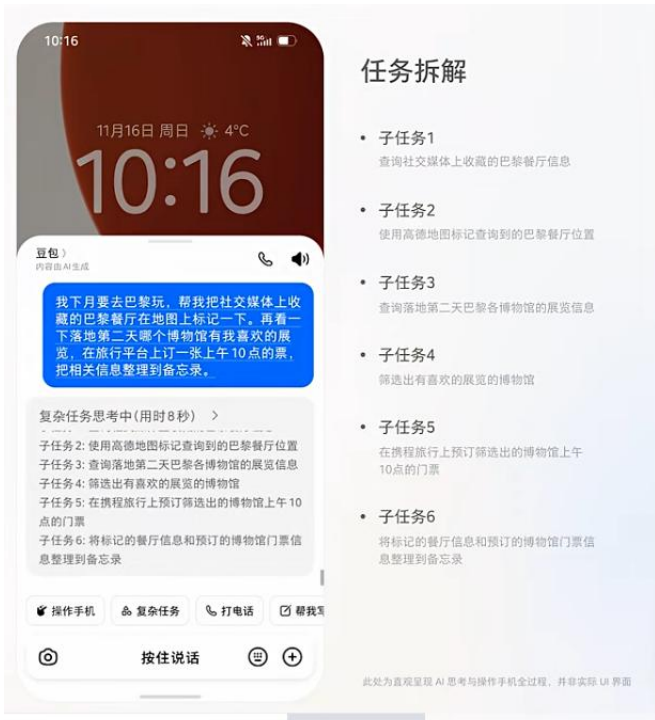 10:16
5G
11月16日 周日 4°C
10:16
豆包
内容由AI生成
我下月要去巴黎玩，帮我把社交媒体上收
藏的巴黎餐厅在地图上标记一下。再看一
下落地第二天哪个博物馆有我喜欢的展
览，在旅行平台上订一张上午10点的票，
把相关信息整理到备忘录。
复杂任务思考中(用时8秒)
子任务2: 使用高德地图标记查询到的巴黎餐厅位置
子任务3: 查询落地第二天巴黎各博物馆的展览信息
子任务4: 筛选出有喜欢的展览的博物馆
子任务5: 在携程旅行上预订筛选出的博物馆上午10
点的门票
子任务6: 将标记的餐厅信息和预订的博物馆门票信
息整理到备忘录
操作手机 复杂任务 打电话 帮我写
按住说话
任务拆解
• 子任务1
查询社交媒体上收藏的巴黎餐厅信息
• 子任务2
使用高德地图标记查询到的巴黎餐厅位置
• 子任务3
查询落地第二天巴黎各博物馆的展览信息
• 子任务4
筛选出有喜欢的展览的博物馆
• 子任务5
在携程旅行上预订筛选出的博物馆上午
10点的门票
• 子任务6
将标记的餐厅信息和预订的博物馆门票信
息整理到备忘录
此处为直观呈现 AI 思考与操作手机全过程，并非实际 UI 界面